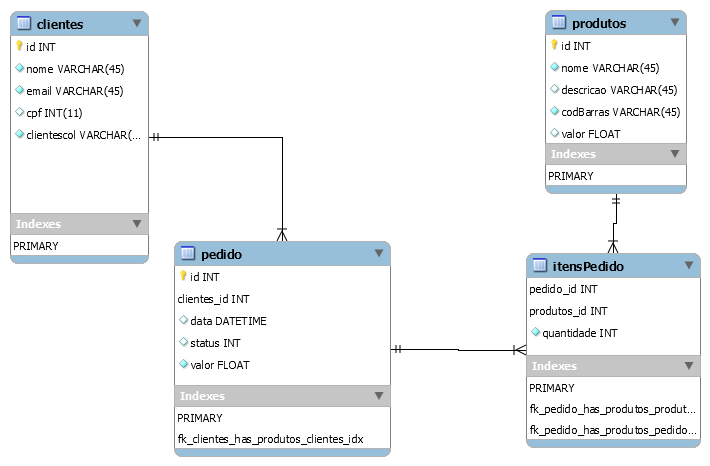 clientes
id INT
nome VARCHAR(45)
email VARCHAR(45)
cpf INT(11)
clientescol VARCHAR(...
Indexes
PRIMARY
produtos
id INT
nome VARCHAR(45)
descricao VARCHAR(45)
codBarras VARCHAR(45)
valor FLOAT
Indexes
PRIMARY
pedido
id INT
clientes_id INT
data DATETIME
status INT
valor FLOAT
Indexes
PRIMARY
fk_clientes_has_produtos_clientes_idx
itensPedido
pedido_id INT
produtos_id INT
quantidade INT
Indexes
PRIMARY
fk_pedido_has_produtos_produt...
fk_pedido_has_produtos_pedido...